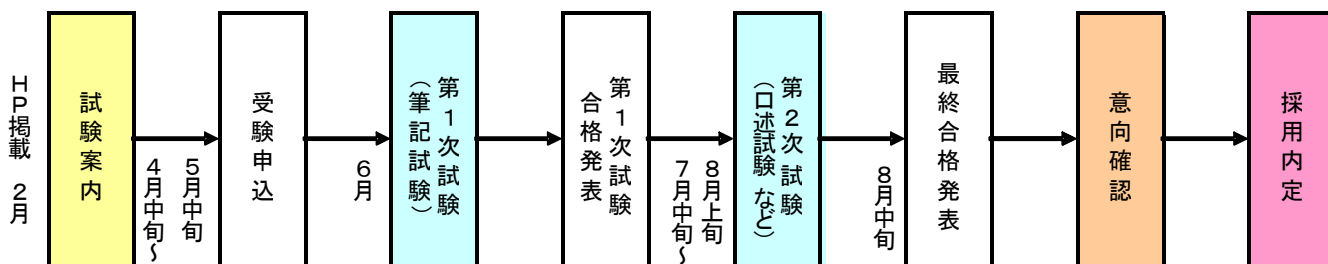 HP掲載 2月
試験案内
4月中旬～
5月中旬
受験申込
6月
第1次試験
（筆記試験）
第1次試験
合格発表
7月中旬～
8月上旬
第2次試験
（口述試験 など）
8月中旬
最終合格発表
意向確認
採用内定